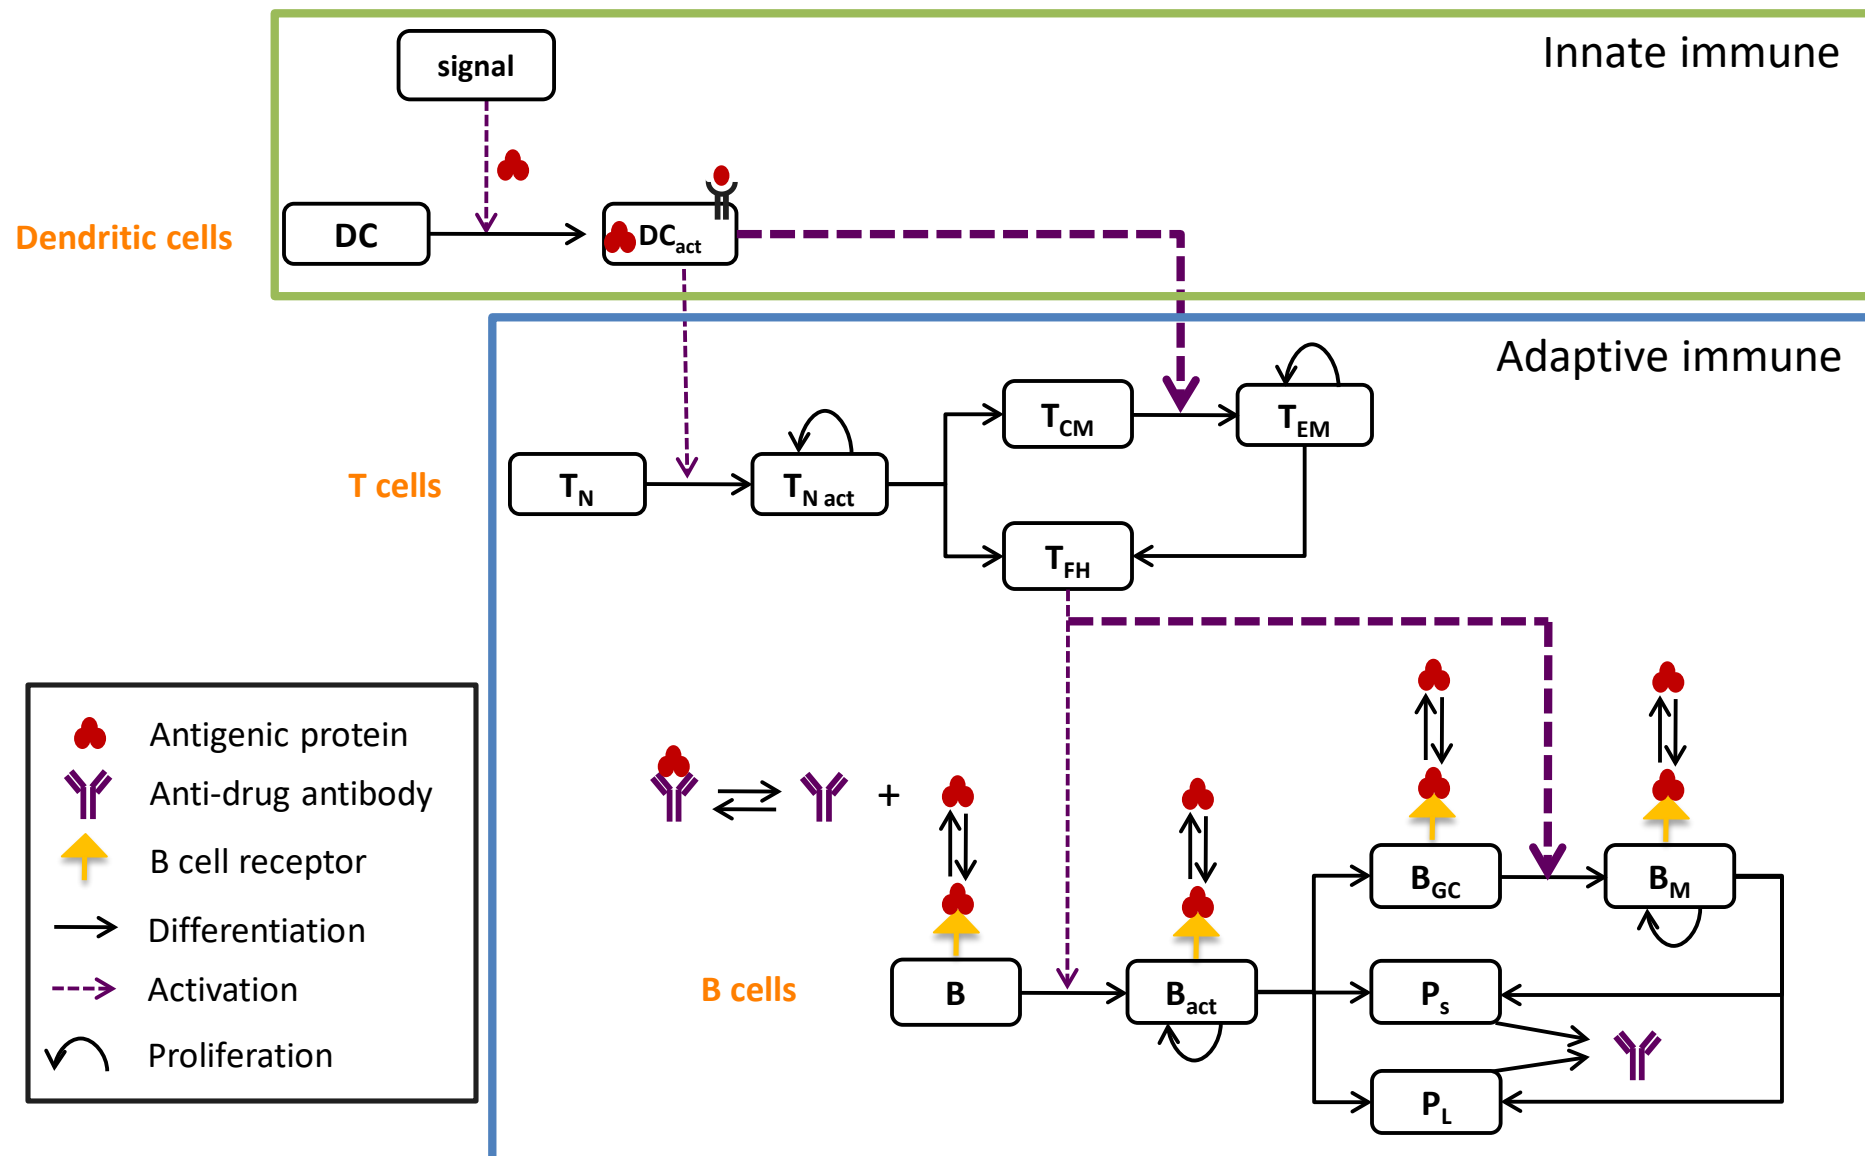 Innate immune
signal
Dendritic cells
DC
DCact
Adaptive immune
TCM
TEM
T cells
TN
TN act
TFH
Antigenic protein
Anti-drug antibody
+
B cell receptor
BGC
BM
Differentiation
Activation
B cells
B
Bact
Ps
Proliferation
PL